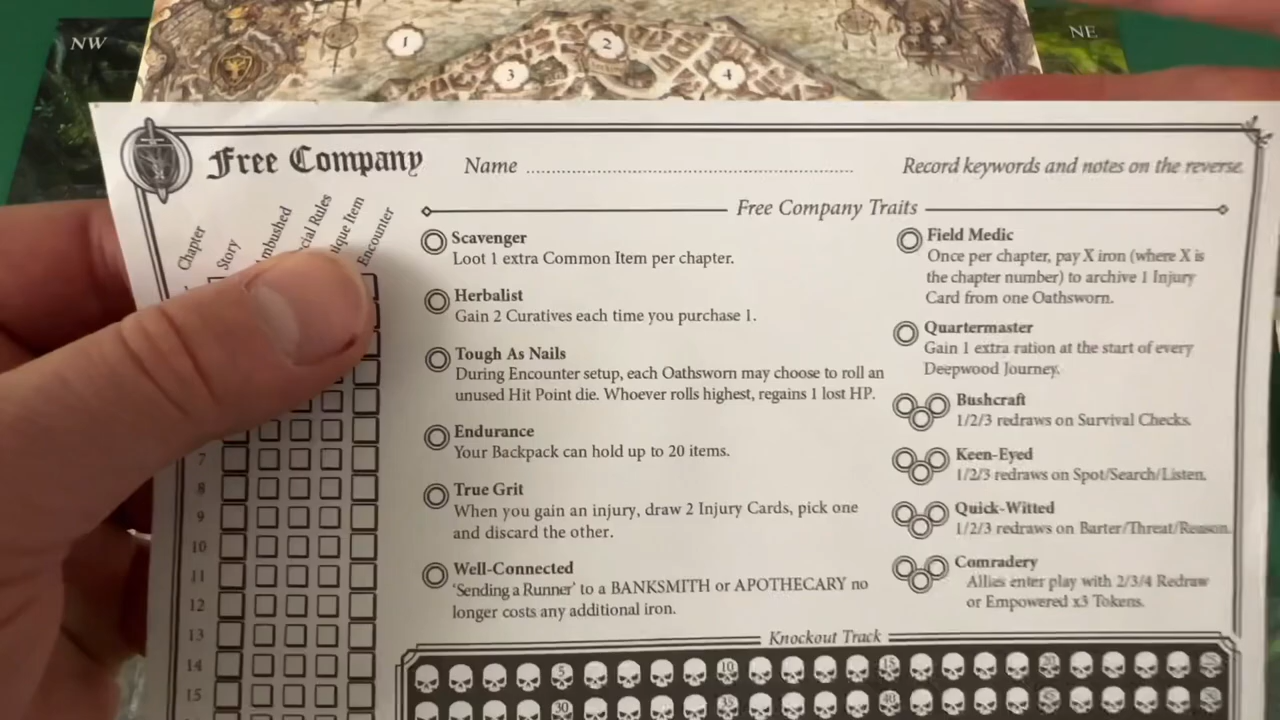 NW
NE
1
2
3
4
Free Company
Name
Record keywords and notes on the reverse.
Chapter
Story
Encounter
Free Company Traits
Scavenger
Loot 1 extra Common Item per chapter.
Herbalist
Gain 2 Curatives each time you purchase 1.
Tough As Nails
During Encounter setup, each Oathsworn may choose to roll an
unused Hit Point die. Whoever rolls highest, regains 1 lost HP.
Endurance
Your Backpack can hold up to 20 items.
True Grit
When you gain an injury, draw 2 Injury Cards, pick one
and discard the other.
Well-Connected
'Sending a Runner' to a BANKSMITH or APOTHECARY no
longer costs any additional iron.
Field Medic
Once per chapter, pay X iron (where X is
the chapter number) to archive 1 Injury
Card from one Oathsworn.
Quartermaster
Gain 1 extra ration at the start of every
Deepwood Journey.
Bushcraft
1/2/3 redraws on Survival Checks.
Keen-Eyed
1/2/3 redraws on Spot/Search/Listen.
Quick-Witted
1/2/3 redraws on Barter/Threat/Reason.
Comradery
Allies enter play with 2/3/4 Redraw
or Empowered x3 Tokens.
7
8
9
10
11
12
13
14
15
Knockout Track
5
10
15
20
25
30
35
40
45
50